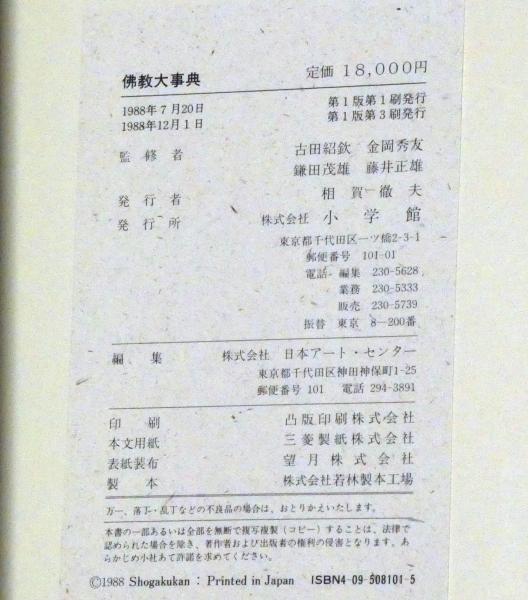 佛教大事典 定価 18,000円
1988年7月20日 第1版第1刷発行
1988年12月1日 第1版第3刷発行
監修者 古田紹欽 金岡秀友
鎌田茂雄 藤井正雄
発行者 相賀徹夫
発行所 株式会社 小学館
東京都千代田区一ツ橋2-3-1
郵便番号 101-01
電話- 編集 230-5628
業務 230-5333
販売 230-5739
振替 東京 8-200番
編集 株式会社 日本アート・センター
東京都千代田区神田神保町1-25
郵便番号 101 電話 294-3891
印刷 凸版印刷株式会社
本文用紙 三菱製紙株式会社
表紙装布 望月株式会社
製本 株式会社若林製本工場
万一、落丁・乱丁などの不良品の場合は、おとりかえいたします。
本書の一部あるいは全部を無断で複写複製(コピー)することは、法律で
認められた場合を除き、著作者および出版者の権利の侵害となります。あ
らかじめ小社あて許諾を求めてください。
©1988 Shogakukan : Printed in Japan ISBN4-09-508101-5